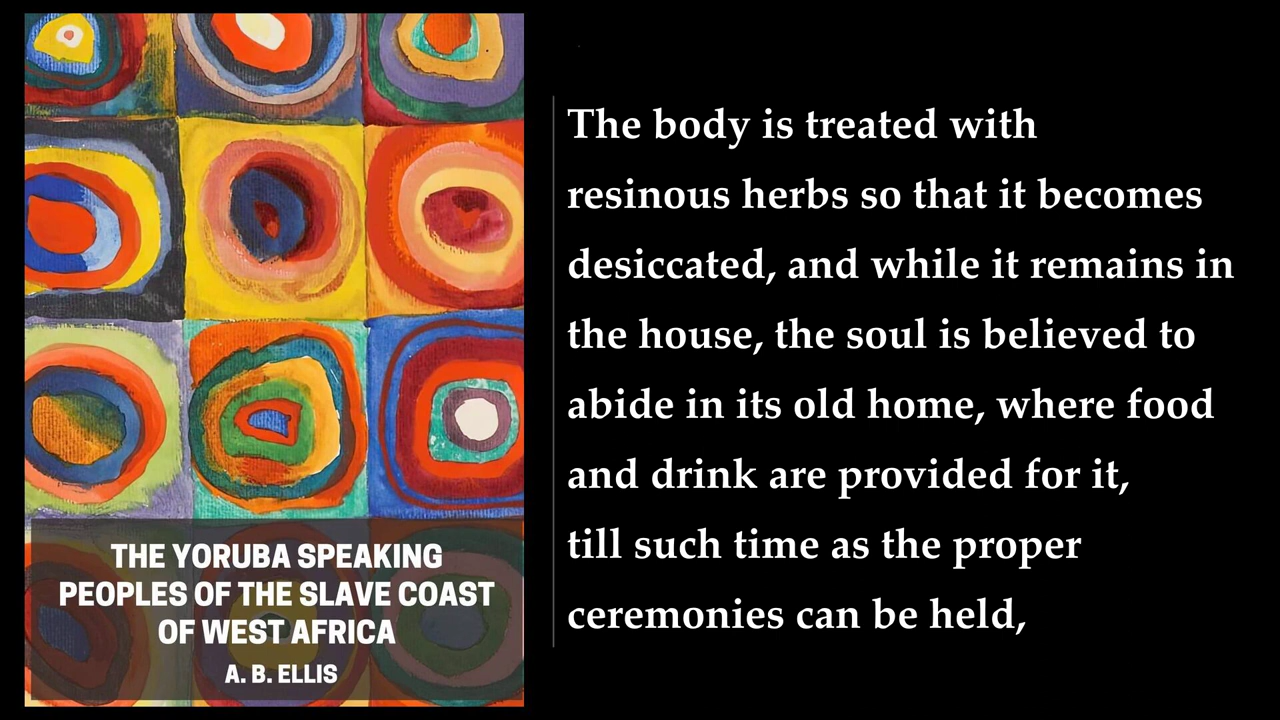 THE YORUBA SPEAKING
PEOPLES OF THE SLAVE COAST
OF WEST AFRICA
A. B. ELLIS
The body is treated with
resinous herbs so that it becomes
desiccated, and while it remains in
the house, the soul is believed to
abide in its old home, where food
and drink are provided for it,
till such time as the proper
ceremonies can be held,